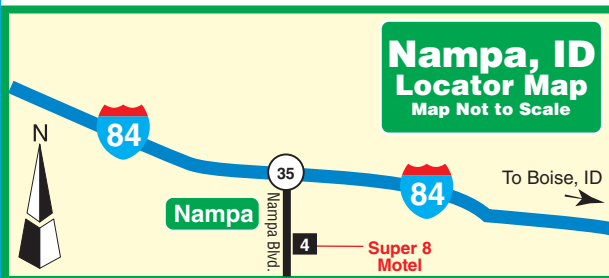 Nampa, ID
Locator Map
Map Not to Scale
84
N
35
84
To Boise, ID
Nampa
Nampa Blvd.
4
Super 8
Motel